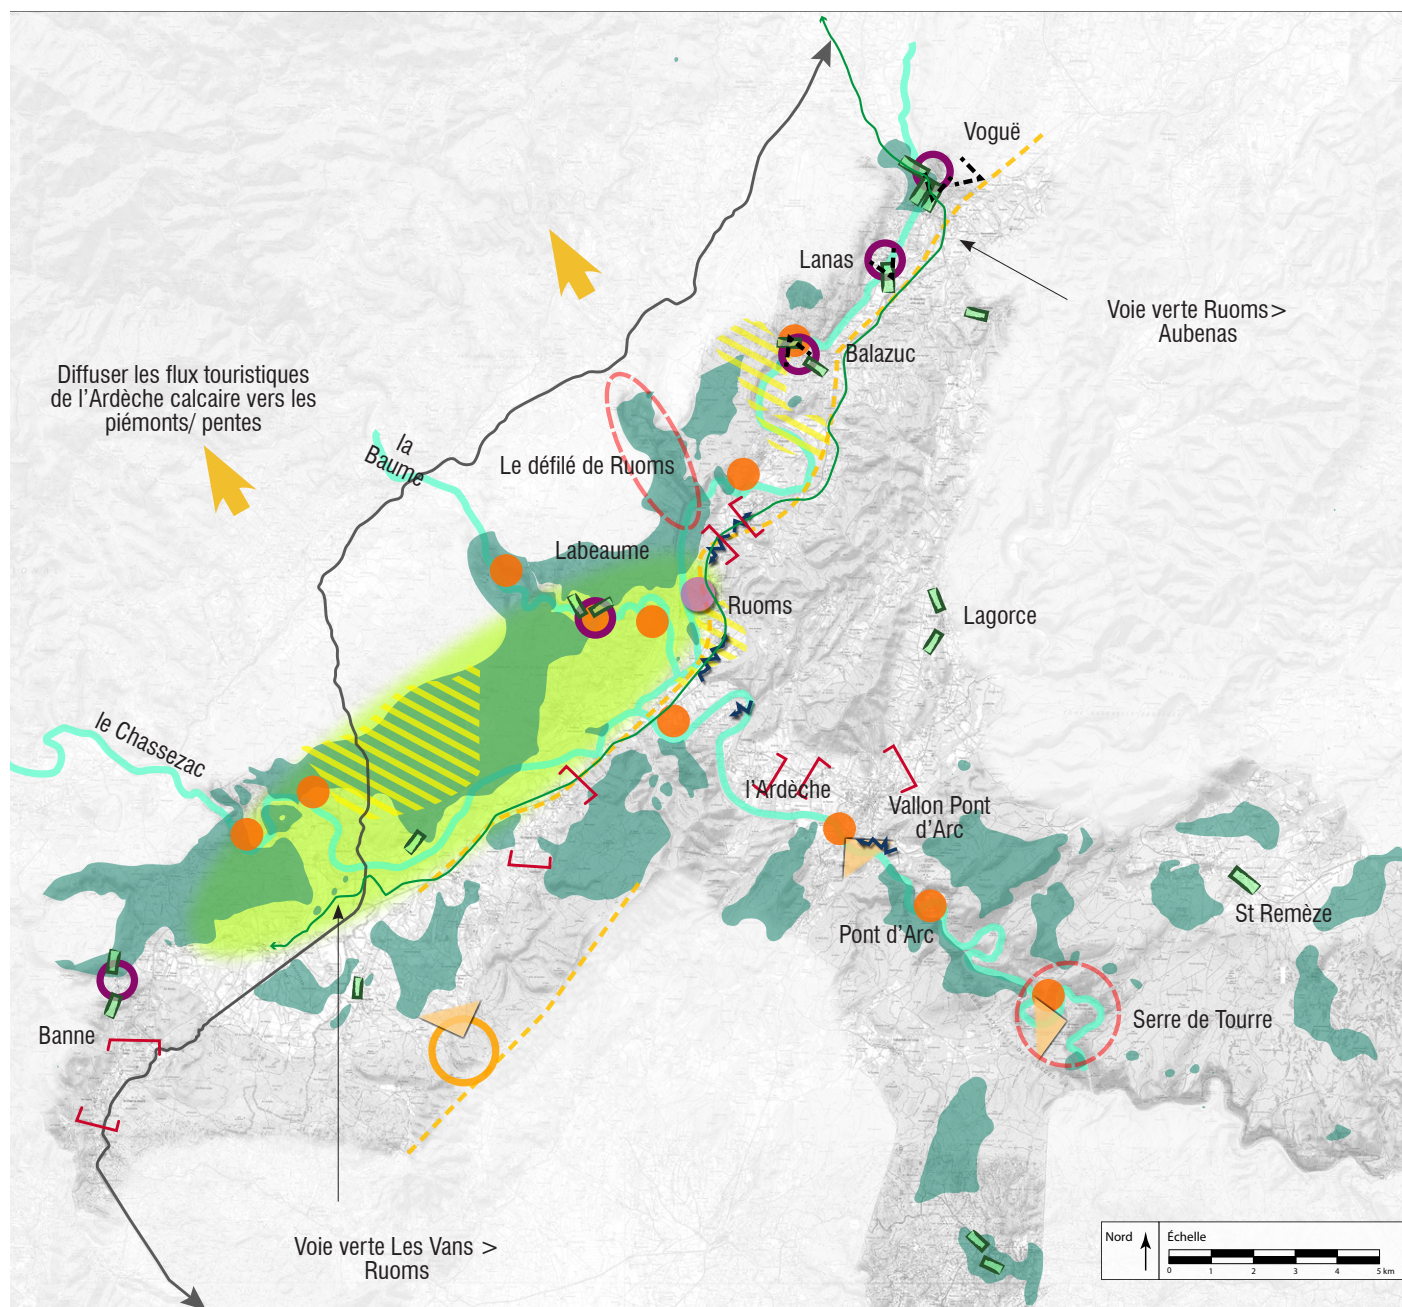 Voguë
Lanas
Voie verte Ruoms>
Aubenas
Balazuc
Diffuser les flux touristiques
de l’Ardèche calcaire vers les
piémonts/ pentes
la
Baume
Le défilé de Ruoms
Labeaume
Ruoms
Lagorce
le Chassezac
l’Ardèche
Vallon Pont
d’Arc
St Remèze
Pont d’Arc
Serre de Tourre
Banne
Voie verte Les Vans >
Ruoms
Nord
Échelle
0 1 2 3 4 5 km